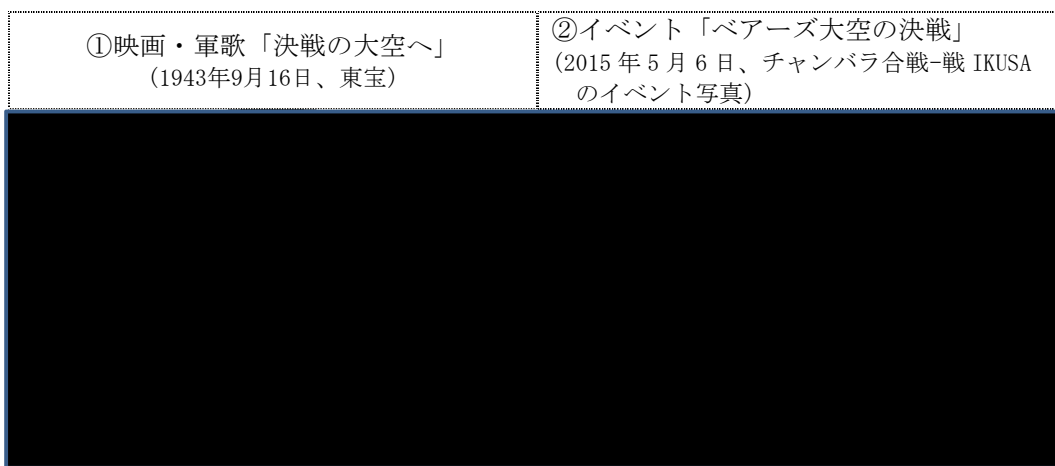 ①映画・軍歌「決戦の大空へ」
(1943年9月16日、東宝)
②イベント「ベアーズ大空の決戦」
(2015年5月6日、チャンバラ合戦-戦 IKUSA
のイベント写真)